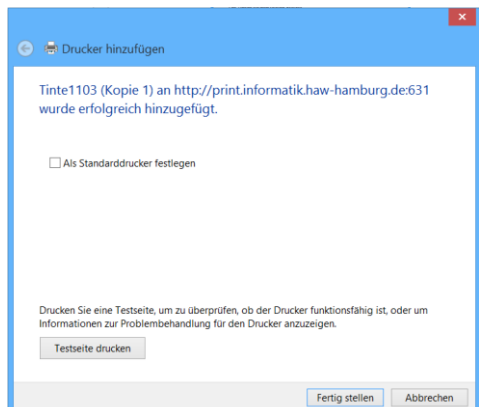 Drucker hinzufügen
Tinte1103 (Kopie 1) an http://print.informatik.haw-hamburg.de:631
wurde erfolgreich hinzugefügt.
Als Standarddrucker festlegen
Drucken Sie eine Testseite, um zu überprüfen, ob der Drucker funktionsfähig ist, oder um
Informationen zur Problembehandlung für den Drucker anzuzeigen.
Testseite drucken
Fertig stellen Abbrechen